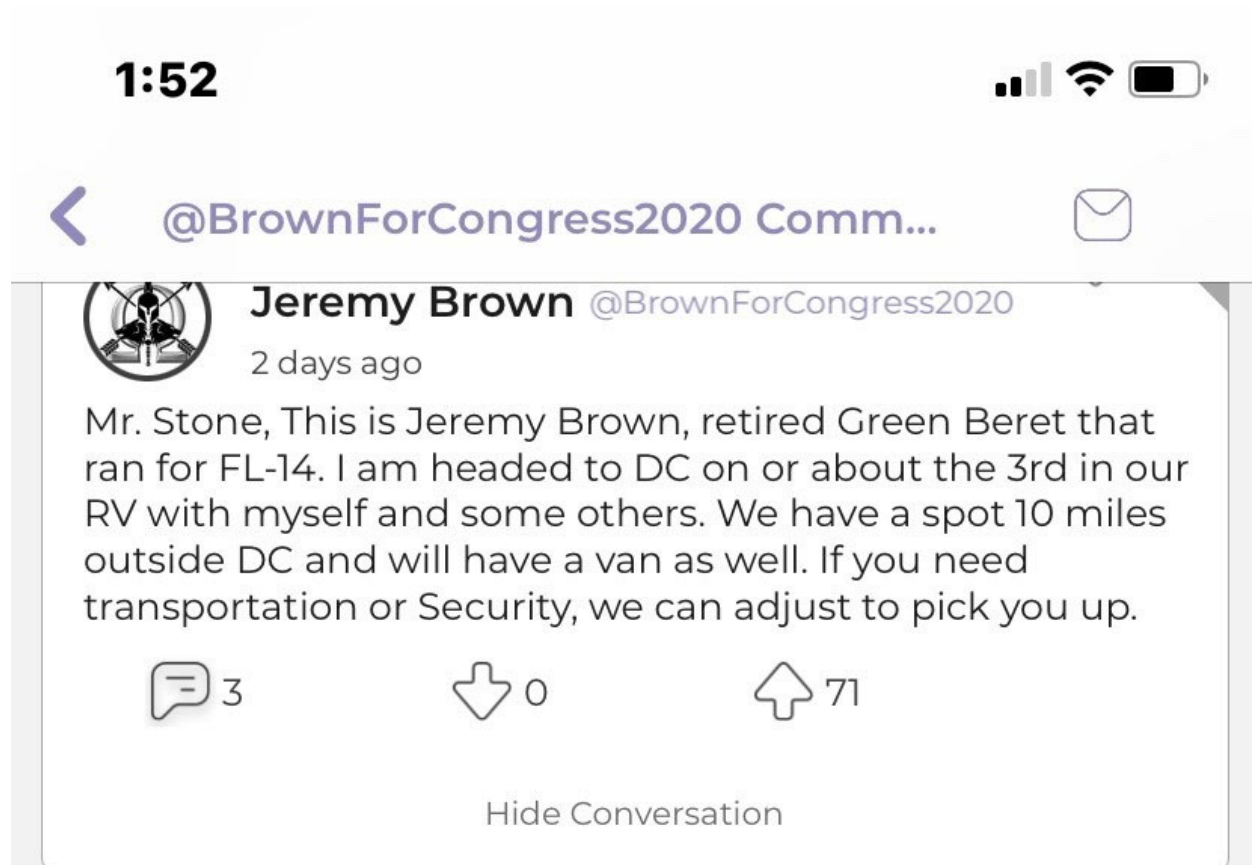 1:52
@BrownForCongress2020 Comm...
Jeremy Brown @BrownForCongress2020
2 days ago
Mr. Stone, This is Jeremy Brown, retired Green Beret that
ran for FL-14. I am headed to DC on or about the 3rd in our
RV with myself and some others. We have a spot 10 miles
outside DC and will have a van as well. If you need
transportation or Security, we can adjust to pick you up.
3 0 71
Hide Conversation